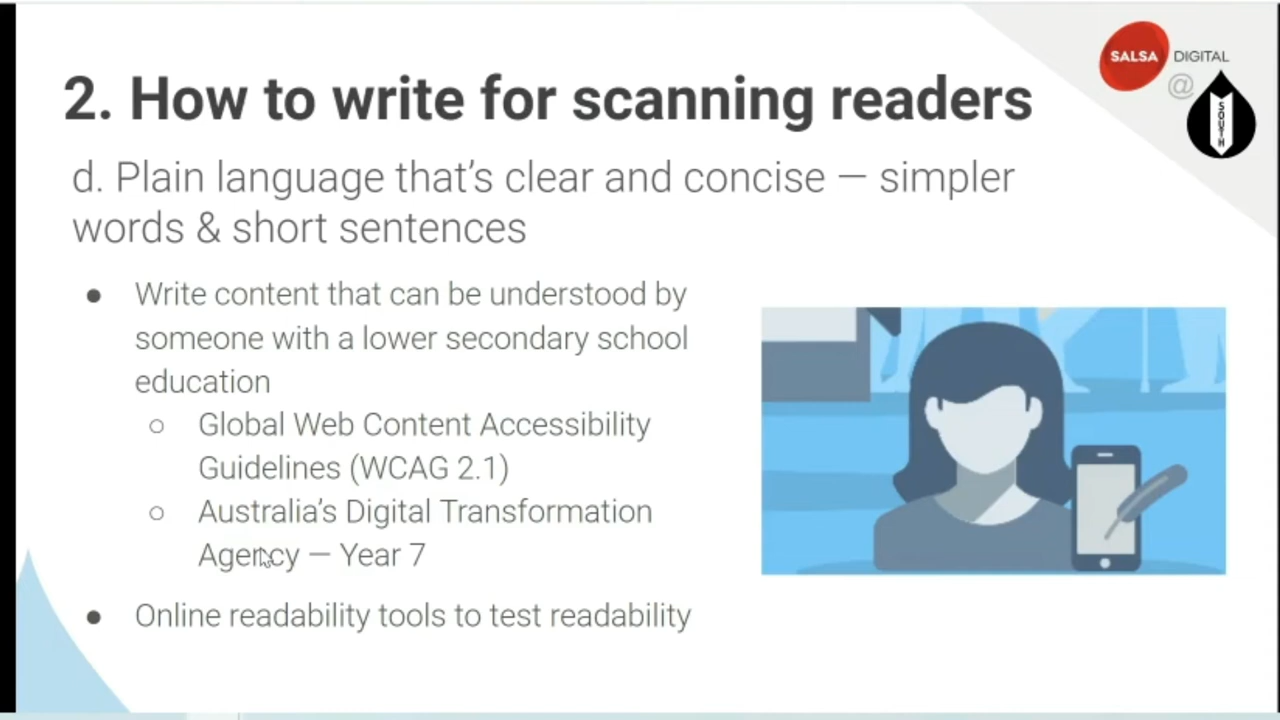 SALSA DIGITAL
@
SOUTH
2. How to write for scanning readers
d. Plain language that’s clear and concise — simpler
words & short sentences
● Write content that can be understood by
someone with a lower secondary school
education
○ Global Web Content Accessibility
Guidelines (WCAG 2.1)
○ Australia’s Digital Transformation
Agency — Year 7
● Online readability tools to test readability